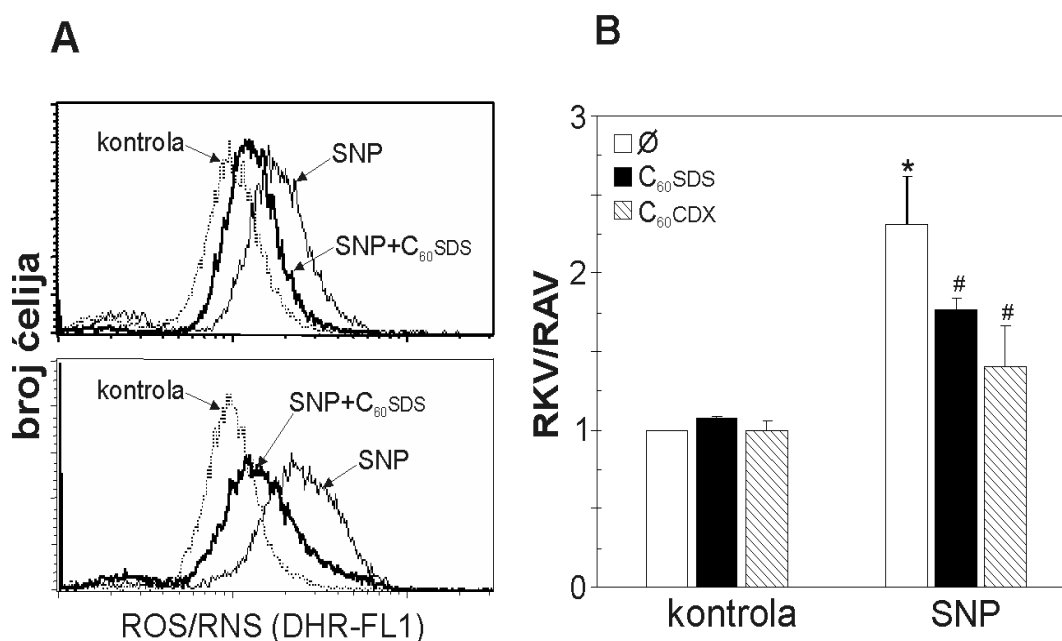 A
kontrola
SNP
SNP+C₆₀SDS
kontrola
SNP+C₆₀SDS
SNP
broj ćelija
ROS/RNS (DHR-FL1)
B
3
2
1
0
RKV/RAV
Ø
C₆₀SDS
C₆₀CDX
*
#
#
kontrola
SNP